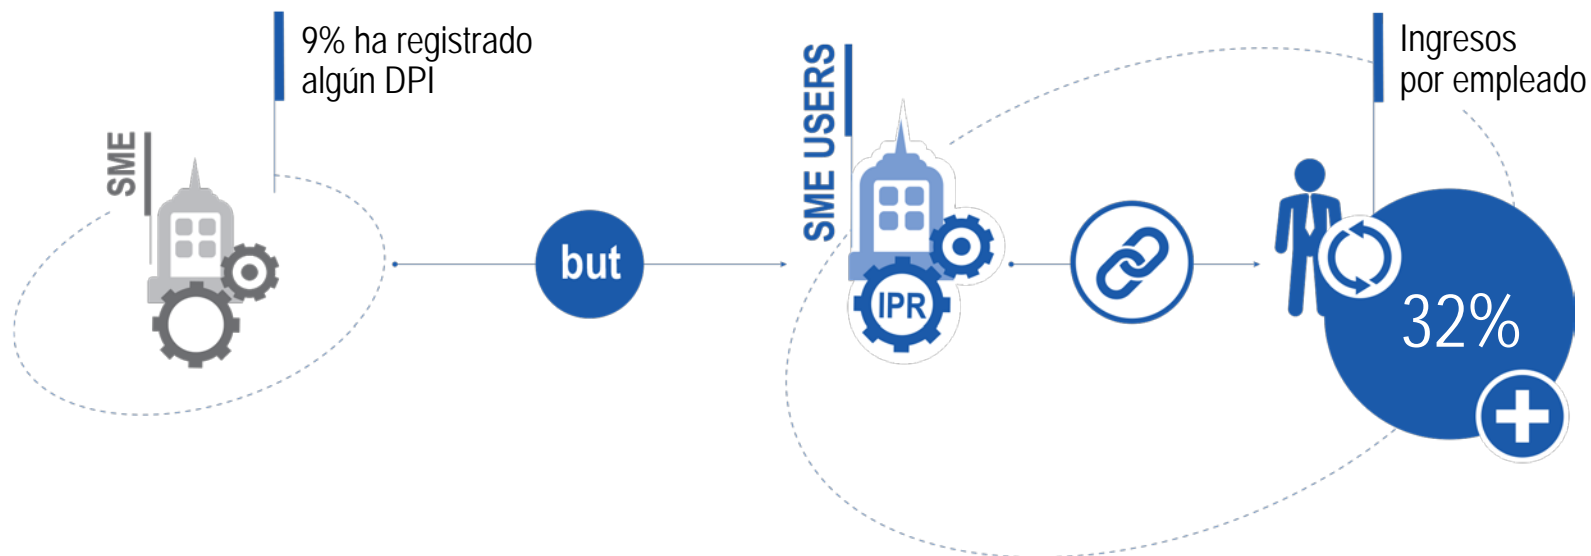 9% ha registrado
algún DPI
SME
but
SME USERS
IPR
Ingresos
por empleado
32%